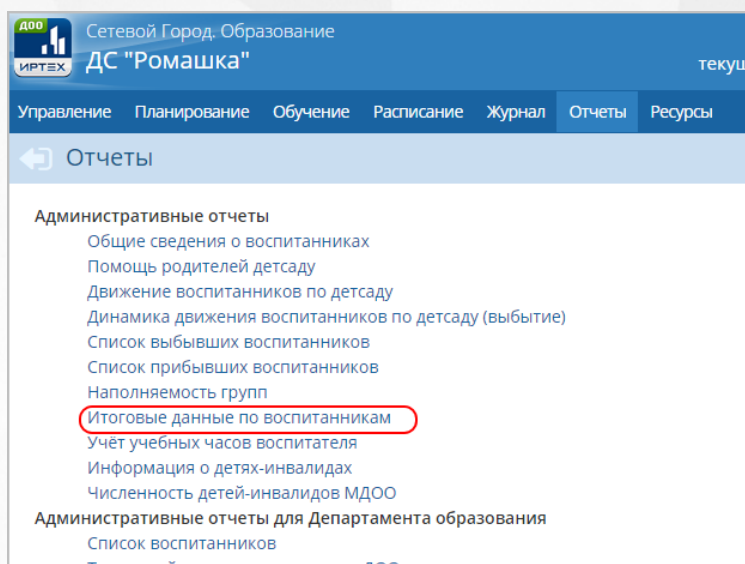 ДОО
ИРТЕХ
Сетевой Город. Образование
ДС "Ромашка"
Управление Планирование Обучение Расписание Журнал Отчеты Ресурсы
Отчеты
Административные отчеты
Общие сведения о воспитанниках
Помощь родителей детсаду
Движение воспитанников по детсаду
Динамика движения воспитанников по детсаду (выбытие)
Список выбывших воспитанников
Список прибывших воспитанников
Наполняемость групп
Итоговые данные по воспитанникам
Учёт учебных часов воспитателя
Информация о детях-инвалидах
Численность детей-инвалидов МДОО
Административные отчеты для Департамента образования
Список воспитанников